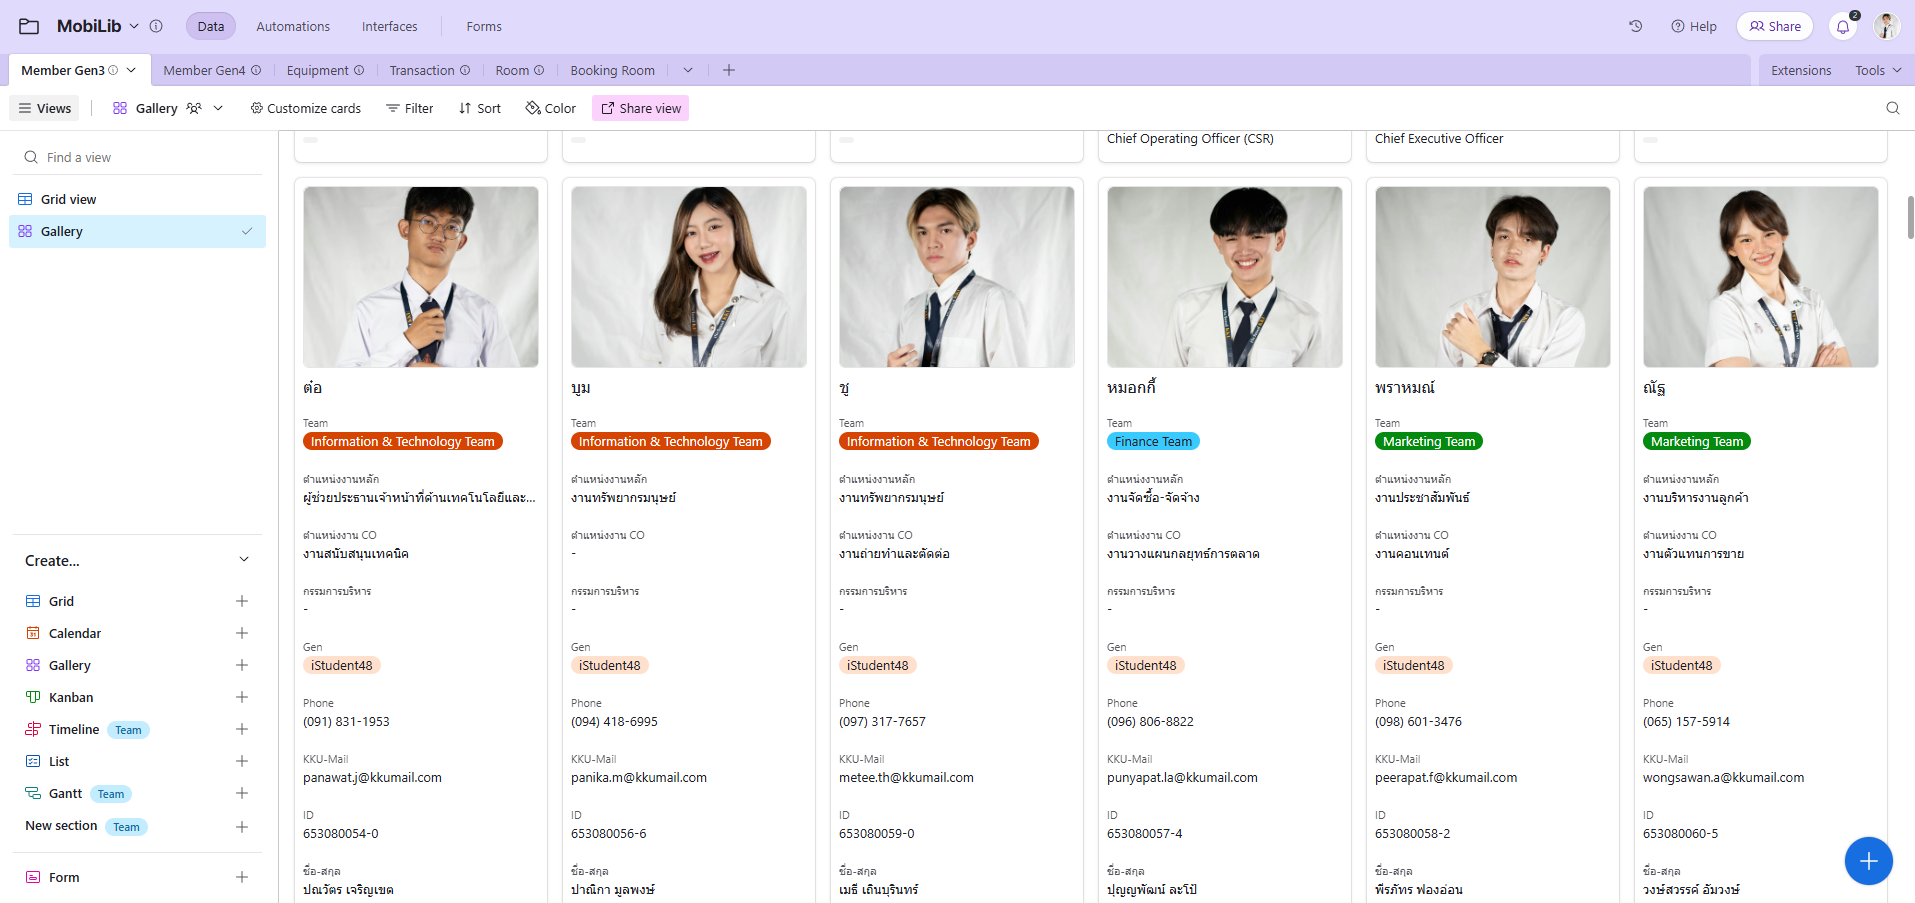 MobiLib
Data
Automations
Interfaces
Forms
Help
Share
2
Member Gen3
Member Gen4
Equipment
Transaction
Room
Booking Room
Extensions
Tools
Views
Gallery
Customize cards
Filter
Sort
Color
Share view
Find a view
Grid view
Gallery
Create...
Grid
Calendar
Gallery
Kanban
Timeline Team
List
Gantt Team
New section Team
Form
Chief Operating Officer (CSR)
Chief Executive Officer
ต๋อ
Team
Information & Technology Team
ตำแหน่งงานหลัก
ผู้ช่วยประธานเจ้าหน้าที่ด้านเทคโนโลยีและ...
ตำแหน่งงาน CO
งานสนับสนุนเทคนิค
กรรมการบริหาร
-
Gen
iStudent48
Phone
(091) 831-1953
KKU-Mail
panawat.j@kkumail.com
ID
653080054-0
ชื่อ-สกุล
ปณวัตร เจริญเขต
บูม
Team
Information & Technology Team
ตำแหน่งงานหลัก
งานทรัพยากรมนุษย์
ตำแหน่งงาน CO
-
กรรมการบริหาร
-
Gen
iStudent48
Phone
(094) 418-6995
KKU-Mail
panika.m@kkumail.com
ID
653080056-6
ชื่อ-สกุล
ปาณิกา มูลพงษ์
ชู
Team
Information & Technology Team
ตำแหน่งงานหลัก
งานทรัพยากรมนุษย์
ตำแหน่งงาน CO
งานถ่ายทำและตัดต่อ
กรรมการบริหาร
-
Gen
iStudent48
Phone
(097) 317-7657
KKU-Mail
metee.th@kkumail.com
ID
653080059-0
ชื่อ-สกุล
เมธี เถินบุรินทร์
หมอกกี้
Team
Finance Team
ตำแหน่งงานหลัก
งานจัดซื้อ-จัดจ้าง
ตำแหน่งงาน CO
งานวางแผนกลยุทธ์การตลาด
กรรมการบริหาร
-
Gen
iStudent48
Phone
(096) 806-8822
KKU-Mail
punyapat.la@kkumail.com
ID
653080057-4
ชื่อ-สกุล
ปุญญพัฒน์ ละโป้
พราหมณ์
Team
Marketing Team
ตำแหน่งงานหลัก
งานประชาสัมพันธ์
ตำแหน่งงาน CO
งานคอนเทนต์
กรรมการบริหาร
-
Gen
iStudent48
Phone
(098) 601-3476
KKU-Mail
peerapat.f@kkumail.com
ID
653080058-2
ชื่อ-สกุล
พีรภัทร ฟองอ่อน
ณัฐ
Team
Marketing Team
ตำแหน่งงานหลัก
งานบริหารงานลูกค้า
ตำแหน่งงาน CO
งานตัวแทนการขาย
กรรมการบริหาร
-
Gen
iStudent48
Phone
(065) 157-5914
KKU-Mail
wongsawan.a@kkumail.com
ID
653080060-5
ชื่อ-สกุล
วงษ์สวรรค์ อัมวงษ์